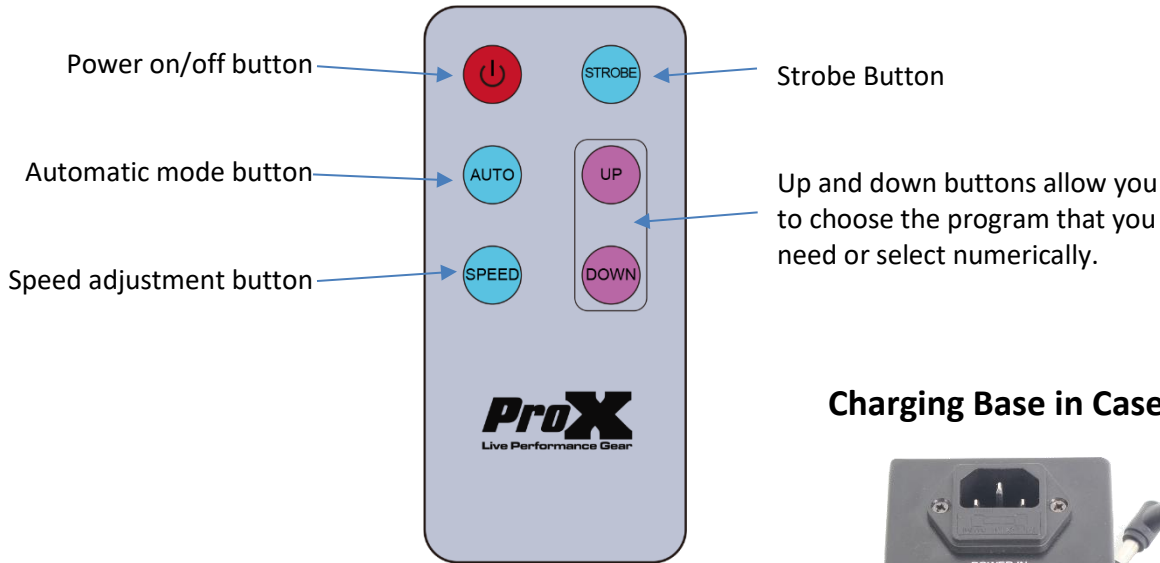 Power on/off button
STROBE
Strobe Button
Automatic mode button
AUTO
UP
Up and down buttons allow you
to choose the program that you
need or select numerically.
Speed adjustment button
SPEED
DOWN
ProX
Live Performance Gear
Charging Base in Case
POWER IN